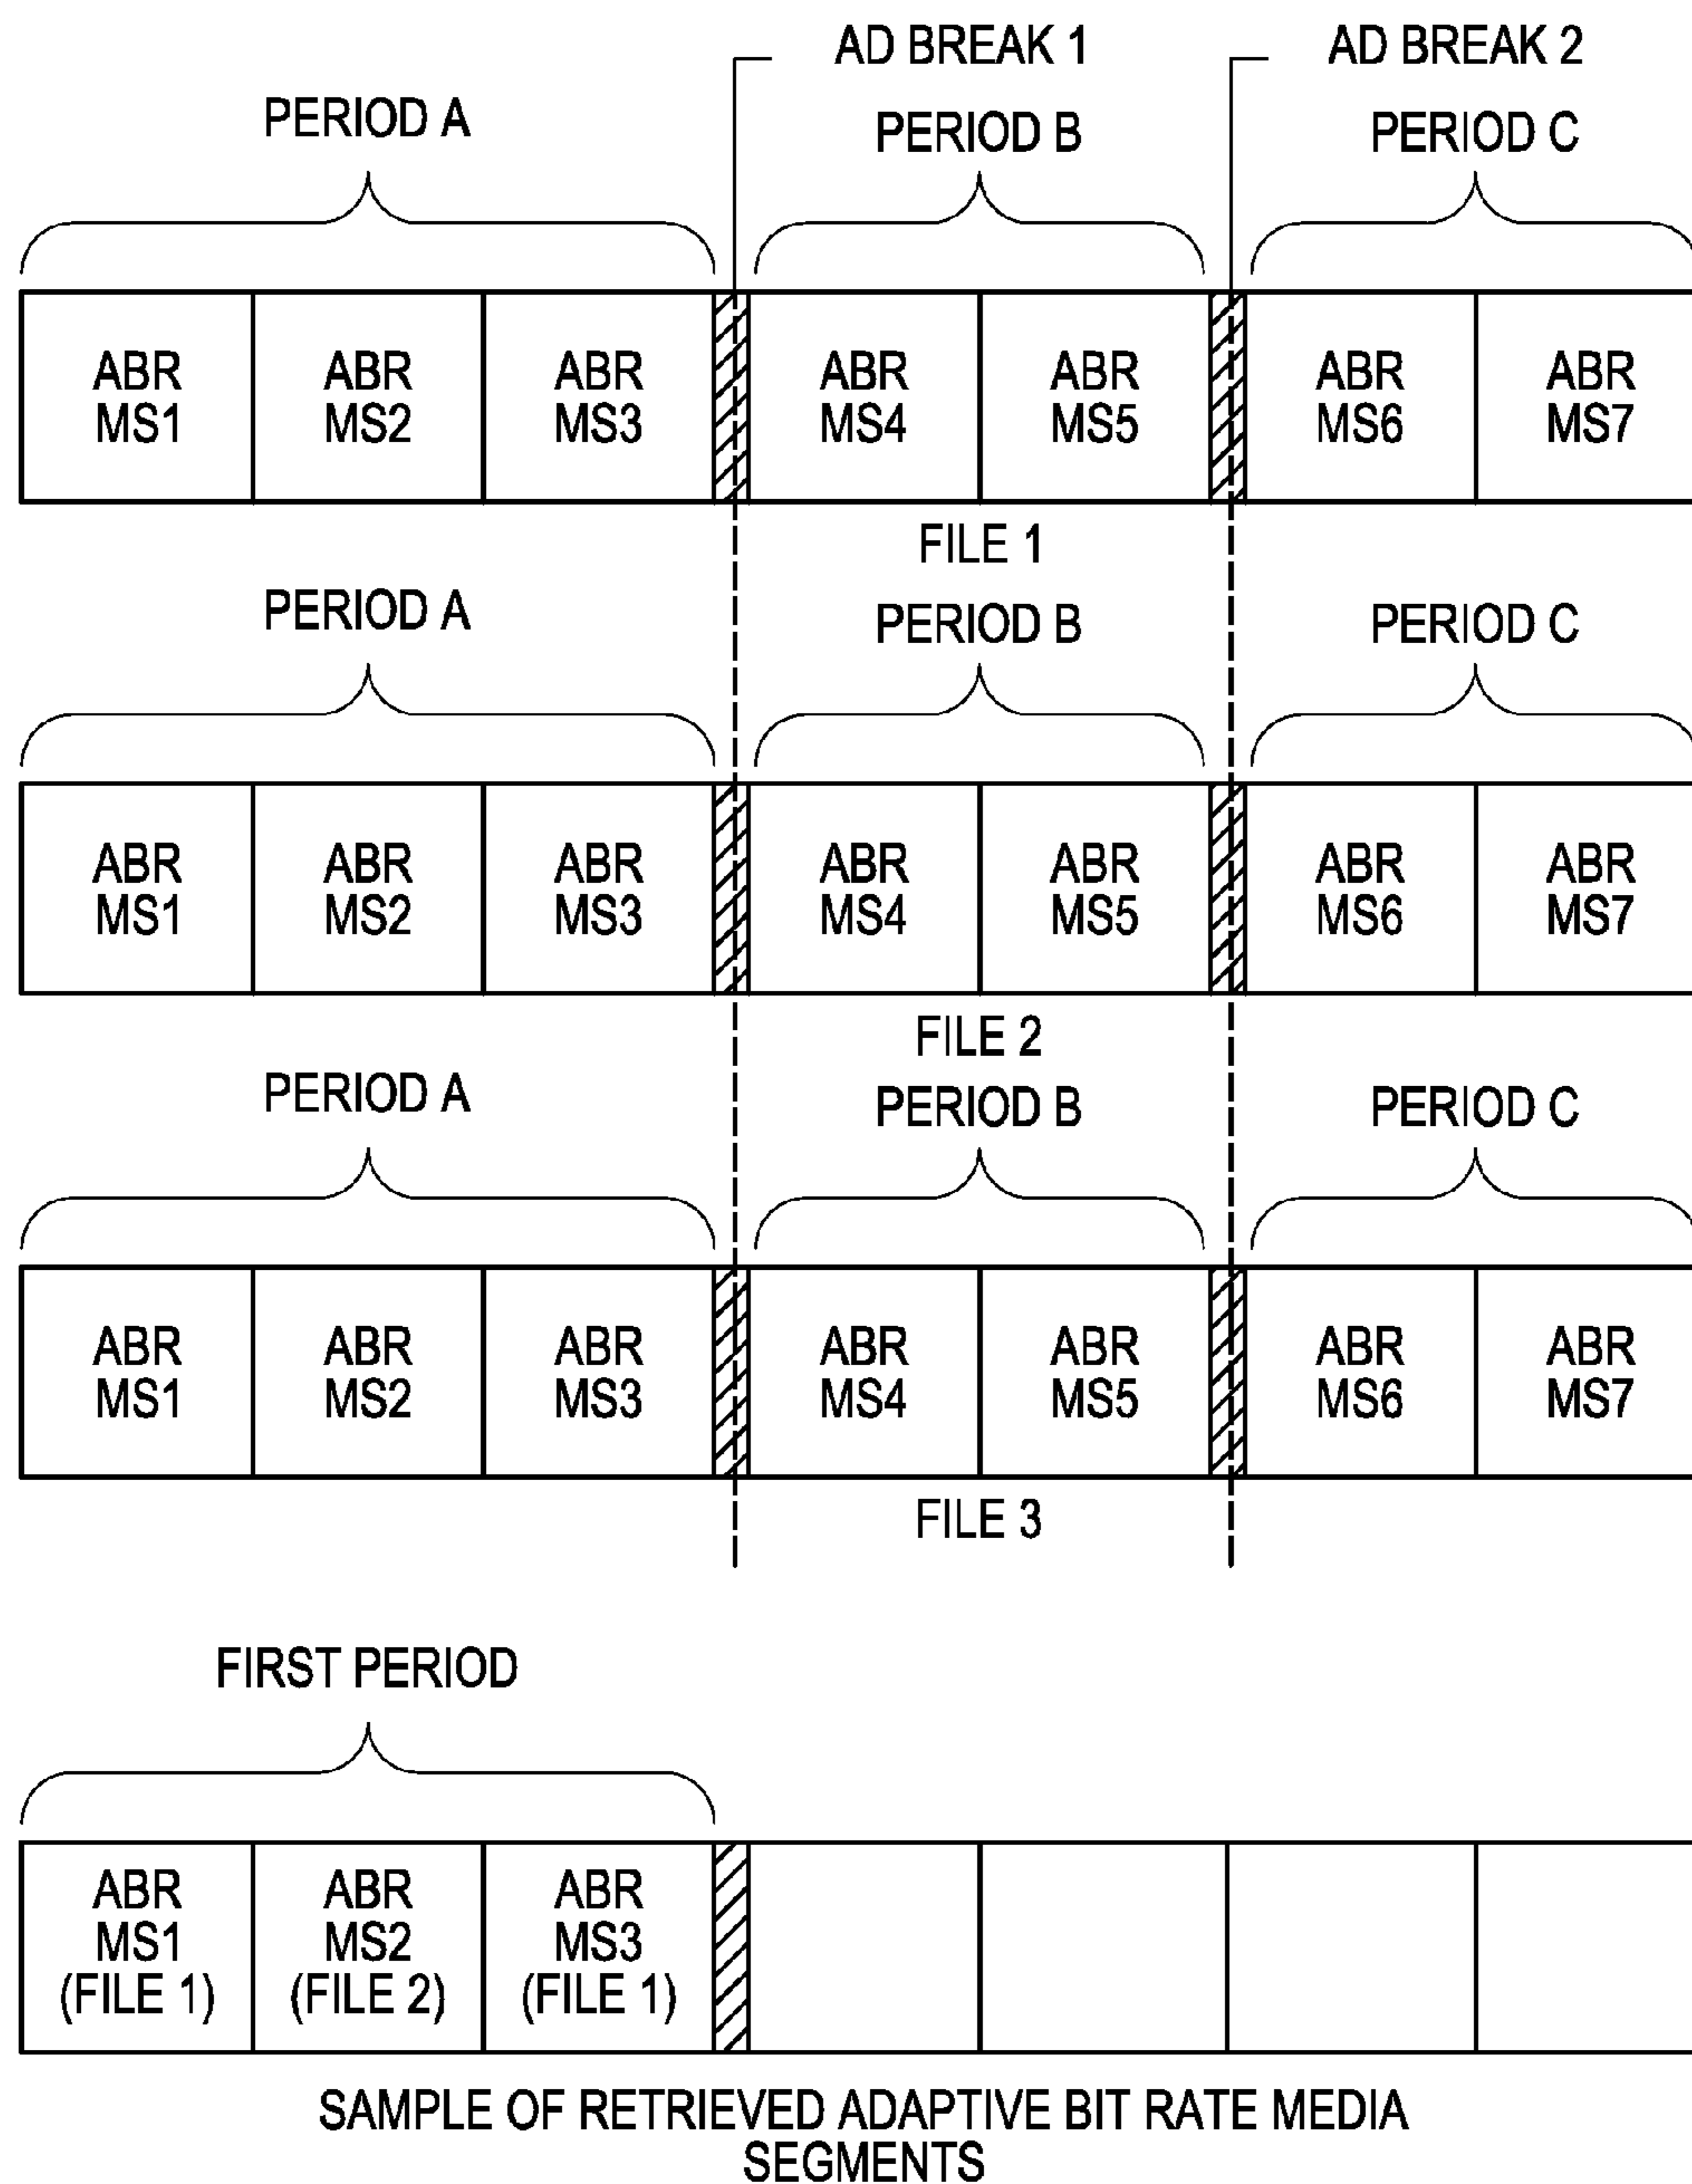 AD BREAK 1
AD BREAK 2
PERIOD A
PERIOD B
PERIOD C
ABR
MS1
ABR
MS2
ABR
MS3
ABR
MS4
ABR
MS5
ABR
MS6
ABR
MS7
FILE 1
PERIOD A
PERIOD B
PERIOD C
ABR
MS1
ABR
MS2
ABR
MS3
ABR
MS4
ABR
MS5
ABR
MS6
ABR
MS7
FILE 2
PERIOD A
PERIOD B
PERIOD C
ABR
MS1
ABR
MS2
ABR
MS3
ABR
MS4
ABR
MS5
ABR
MS6
ABR
MS7
FILE 3
FIRST PERIOD
ABR
MS1
(FILE 1)
ABR
MS2
(FILE 2)
ABR
MS3
(FILE 1)
SAMPLE OF RETRIEVED ADAPTIVE BIT RATE MEDIA
SEGMENTS